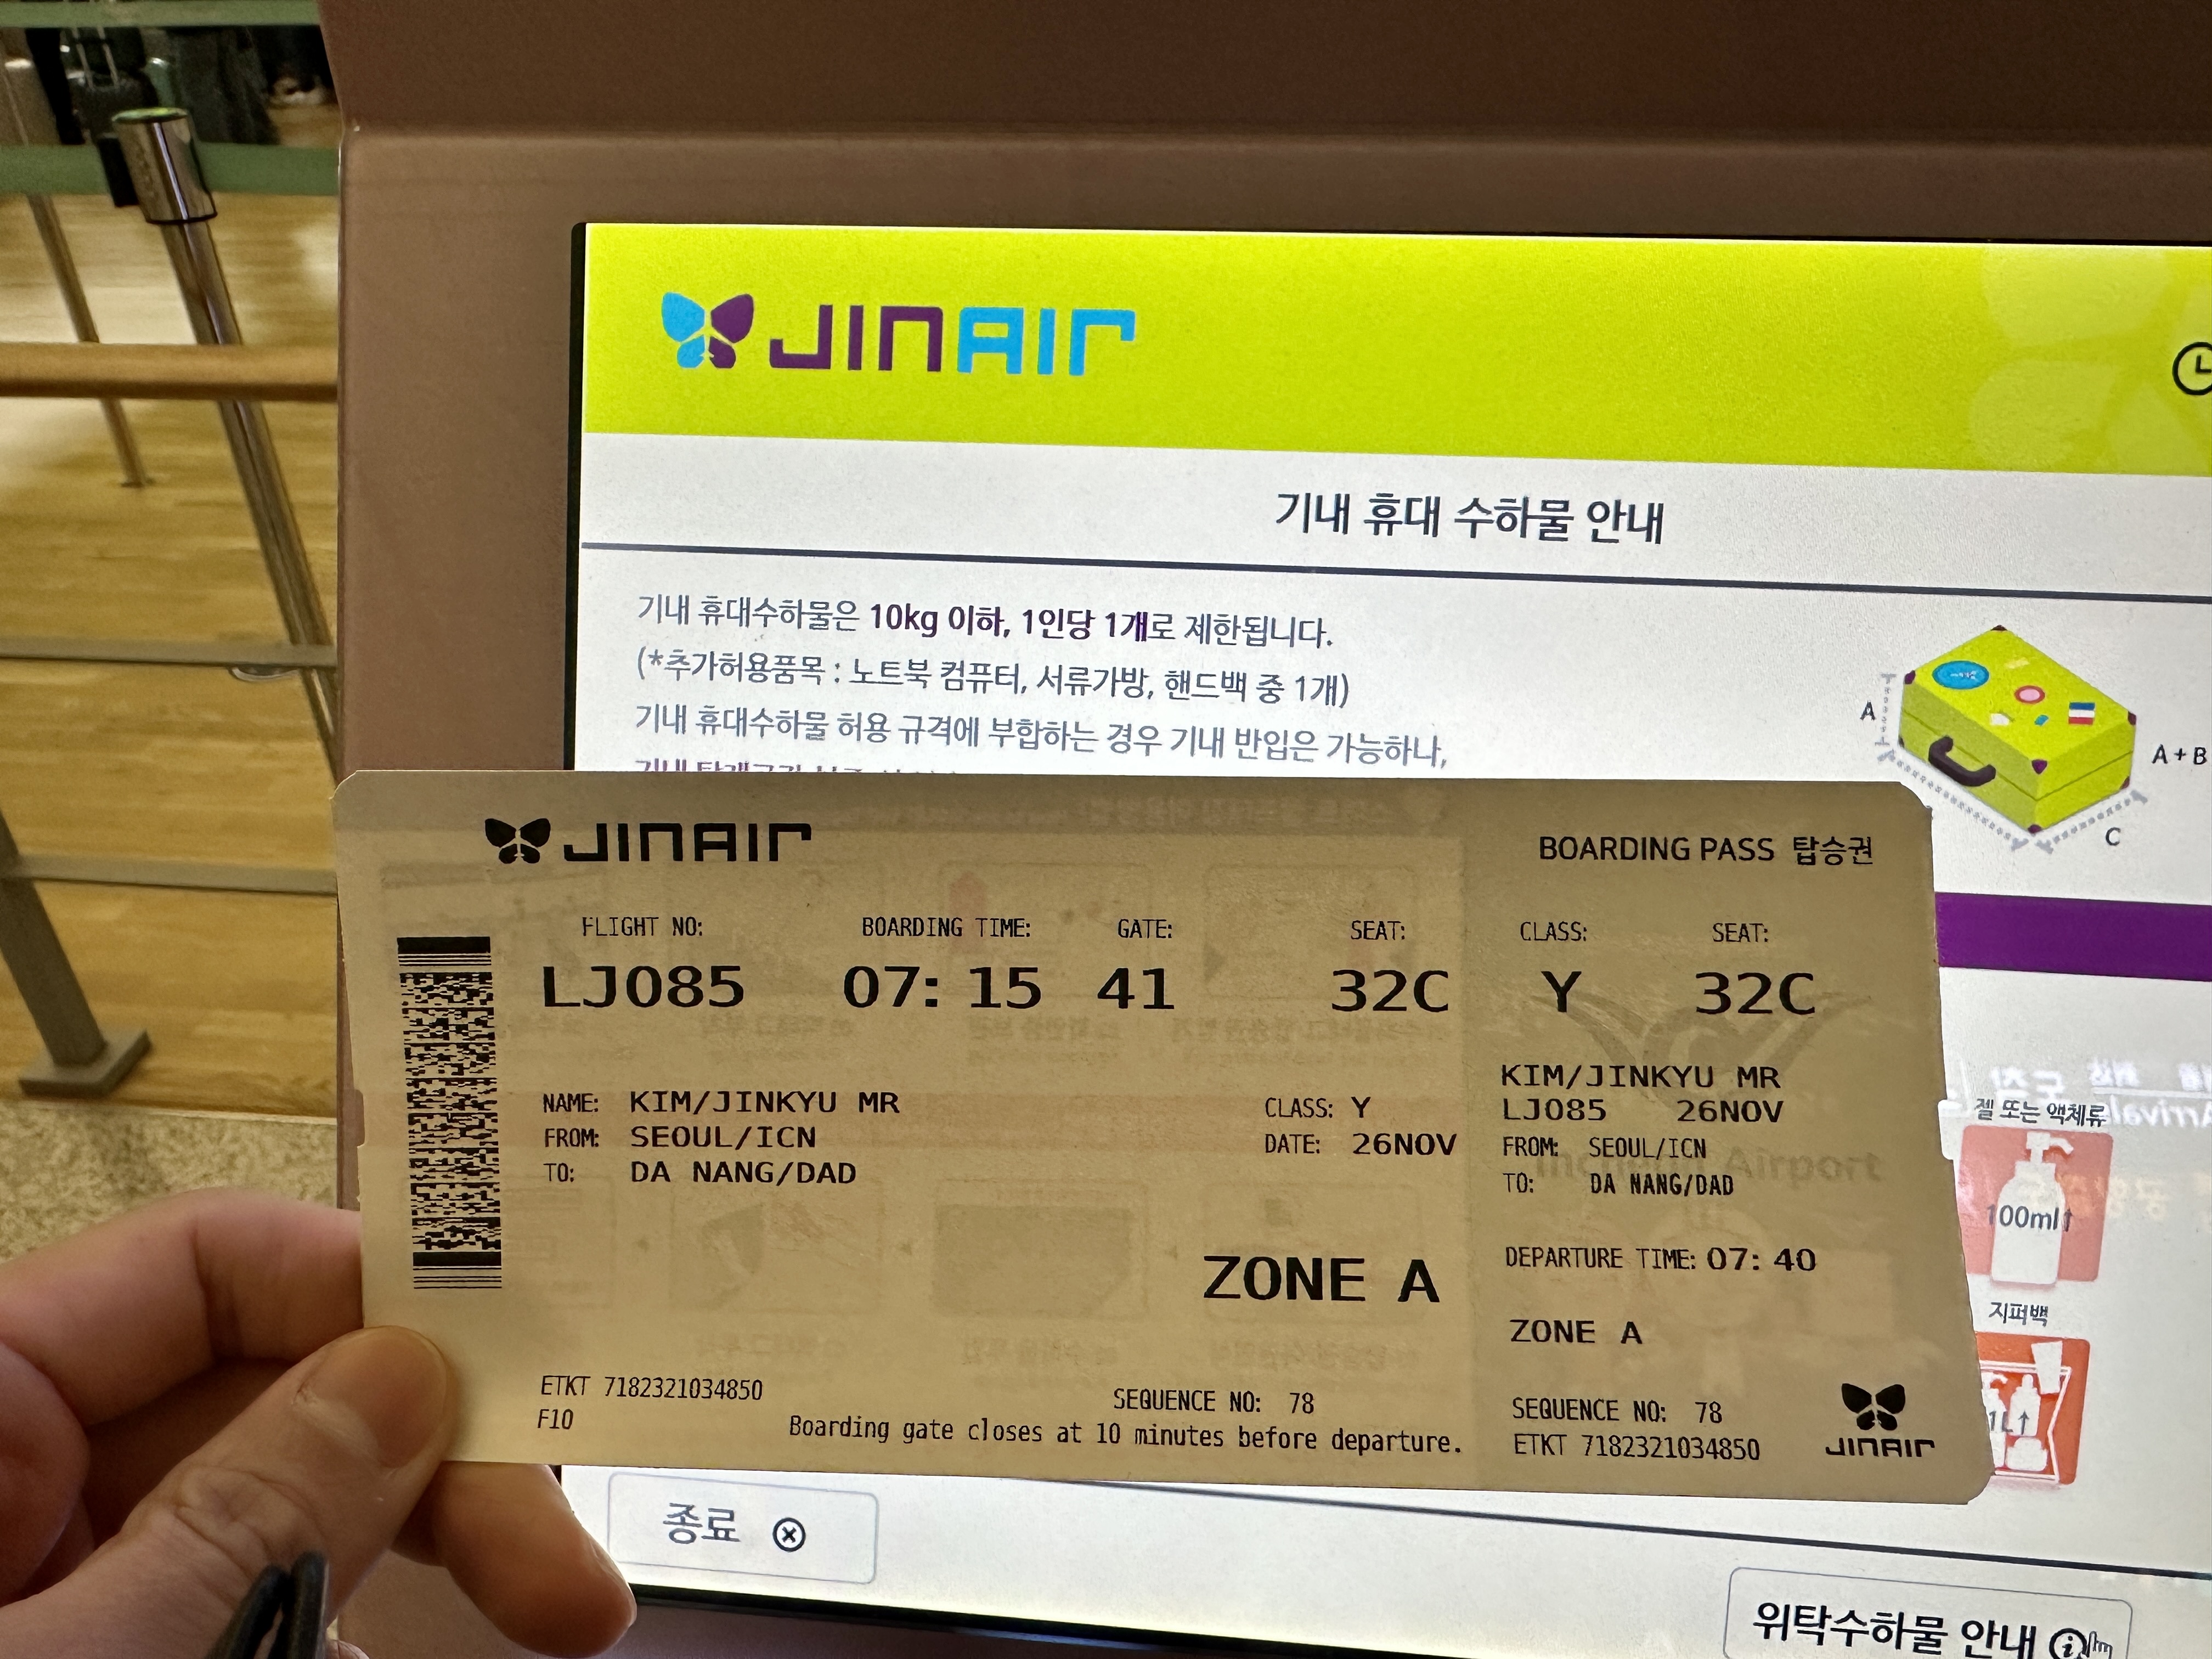 JINAIR
기내 휴대 수하물 안내
기내 휴대수하물은 10kg 이하, 1인당 1개로 제한됩니다.
(*추가허용품목 : 노트북 컴퓨터, 서류가방, 핸드백 중 1개)
기내 휴대수하물 허용 규격에 부합하는 경우 기내 반입은 가능하나,
A
A + B
C
JINAIR
BOARDING PASS 탑승권
FLIGHT NO: BOARDING TIME: GATE: SEAT: CLASS: SEAT:
LJ085 07: 15 41 32C Y 32C
NAME: KIM/JINKYU MR
FROM: SEOUL/ICN
TO: DA NANG/DAD
CLASS: Y
DATE: 26NOV
ZONE A
ETKT 7182321034850
F10
SEQUENCE NO: 78
Boarding gate closes at 10 minutes before departure.
KIM/JINKYU MR
LJ085 26NOV
FROM: SEOUL/ICN
TO: DA NANG/DAD
DEPARTURE TIME: 07: 40
ZONE A
SEQUENCE NO: 78
ETKT 7182321034850
JINAIR
Airport
젤 또는 액체류
100ml↑
지퍼백
1L↑
종료
위탁수하물 안내